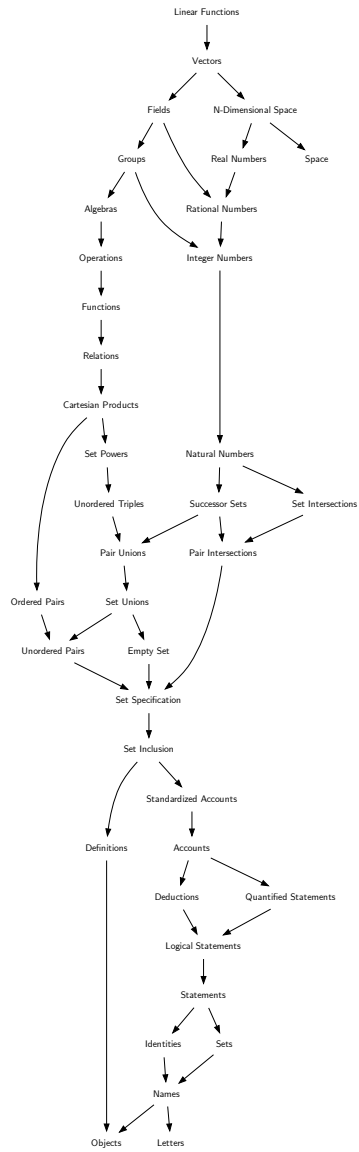 Linear Functions
Vectors
Fields
N-Dimensional Space
Groups
Real Numbers
Space
Algebras
Rational Numbers
Operations
Integer Numbers
Functions
Relations
Cartesian Products
Set Powers
Natural Numbers
Unordered Triples
Successor Sets
Set Intersections
Pair Unions
Pair Intersections
Ordered Pairs
Set Unions
Unordered Pairs
Empty Set
Set Specification
Set Inclusion
Standardized Accounts
Definitions
Accounts
Deductions
Quantified Statements
Logical Statements
Statements
Identities
Sets
Names
Objects
Letters